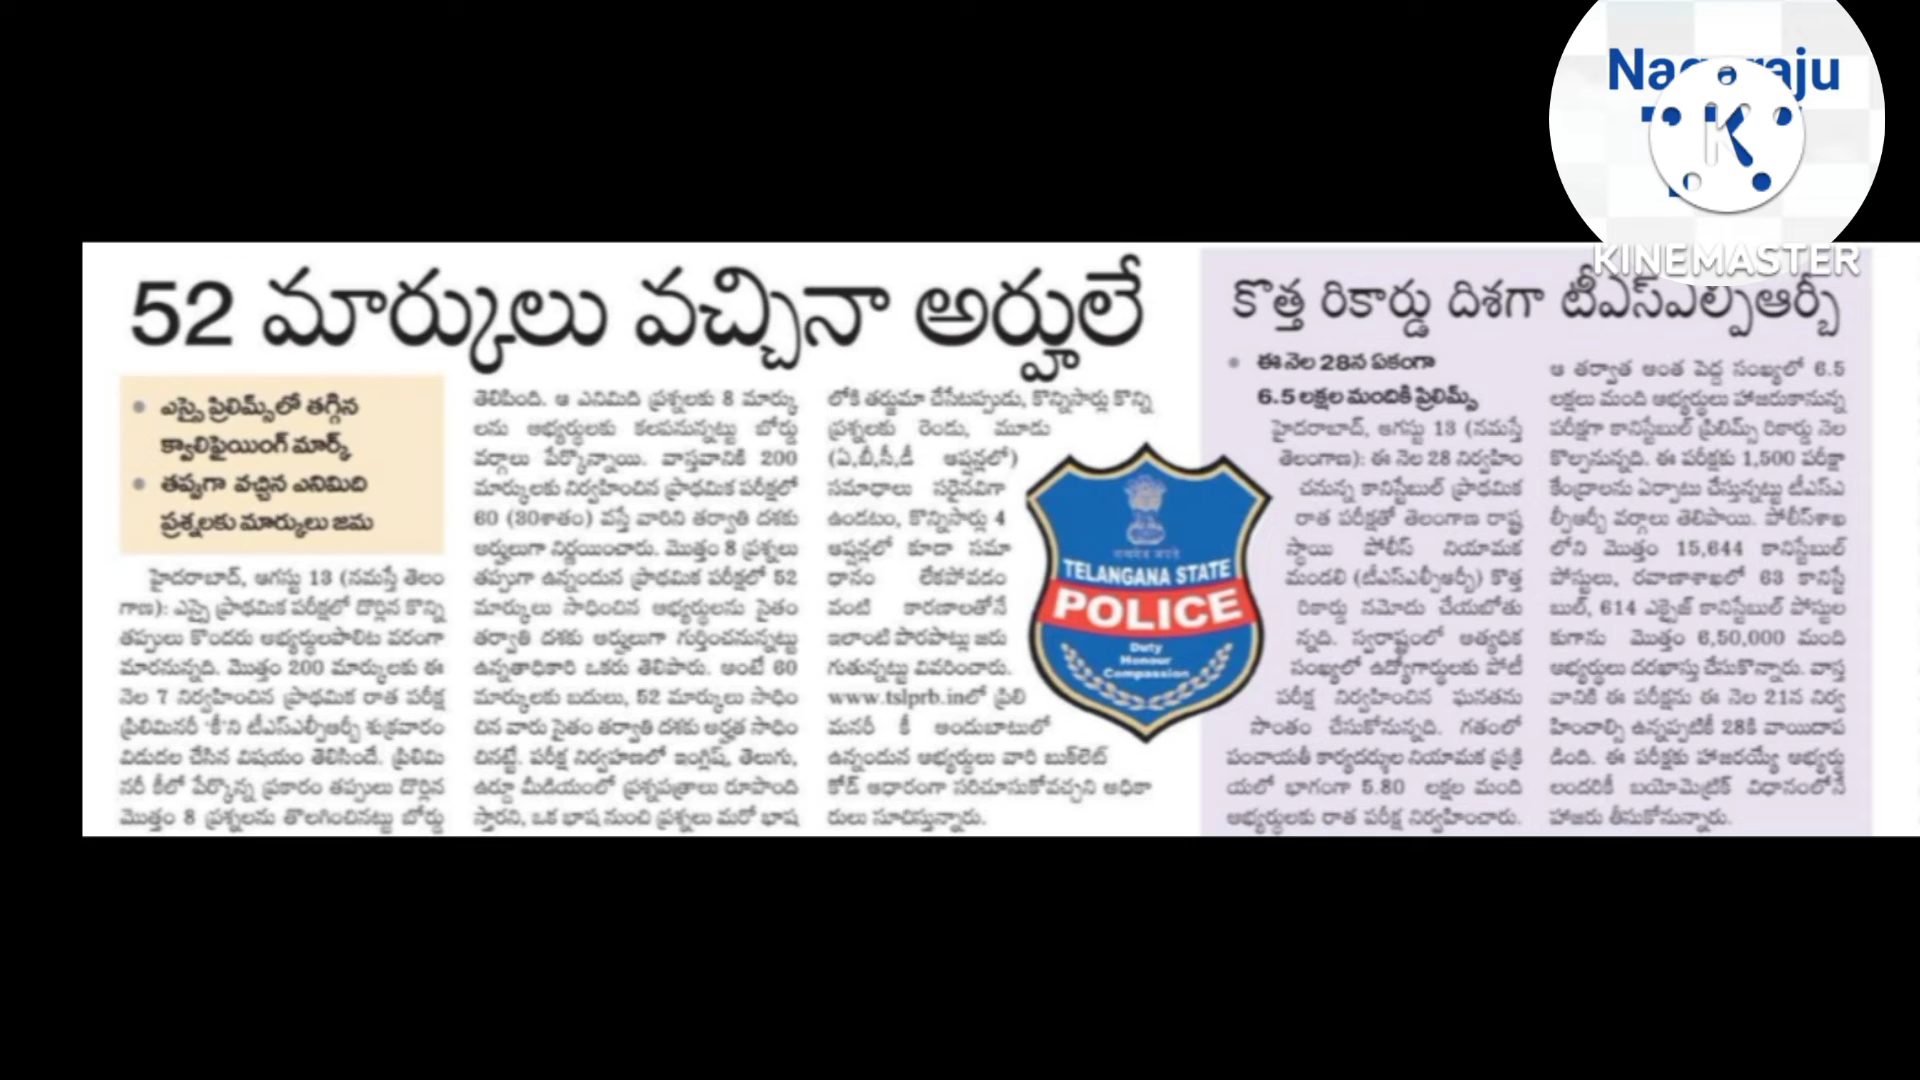 KINEMASTER
52 మార్కులు వచ్చినా అర్హులే
ఎస్సై ప్రిలిమ్స్‌లో తగ్గిన
క్వాలిఫైయింగ్ మార్క్
తప్పుగా వచ్చిన ఎనిమిది
ప్రశ్నలకు మార్కులు జమ
హైదరాబాద్, ఆగస్టు 13 (నమస్తే తెలం
గాణ): ఎస్సై ప్రాథమిక పరీక్షలో దొర్లిన కొన్ని
తప్పులు కొందరు అభ్యర్థులపాలిట వరంగా
మారనున్నది. మొత్తం 200 మార్కులకు ఈ
నెల 7 నిర్వహించిన ప్రాథమిక రాత పరీక్ష
ప్రిలిమినరీ ‘కీ’ని టీఎస్‌ఎల్పీఆర్బీ శుక్రవారం
విడుదల చేసిన విషయం తెలిసిందే. ప్రిలిమి
నరీ కీలో పేర్కొన్న ప్రకారం తప్పులు దొర్లిన
మొత్తం 8 ప్రశ్నలను తొలగించినట్టు బోర్డు
తెలిపింది. ఆ ఎనిమిది ప్రశ్నలకు 8 మార్కు
లను అభ్యర్థులకు కలపనున్నట్టు బోర్డు
వర్గాలు పేర్కొన్నాయి. వాస్తవానికి 200
మార్కులకు నిర్వహించిన ప్రాథమిక పరీక్షలో
60 (30శాతం) వస్తే వారిని తర్వాతి దశకు
అర్హులుగా నిర్ణయించారు. మొత్తం 8 ప్రశ్నలు
తప్పుగా ఉన్నందున ప్రాథమిక పరీక్షలో 52
మార్కులు సాధించిన అభ్యర్థులను సైతం
తర్వాతి దశకు అర్హులుగా గుర్తించనున్నట్టు
ఉన్నతాధికారి ఒకరు తెలిపారు. అంటే 60
మార్కులకు బదులు, 52 మార్కులు సాధిం
చిన వారు సైతం తర్వాతి దశకు అర్హత సాధిం
చినట్టే. పరీక్ష నిర్వహణలో ఇంగ్లిష్, తెలుగు,
ఉర్దూ మీడియంలో ప్రశ్నపత్రాలు రూపొంది
స్తారని, ఒక భాష నుంచి ప్రశ్నలు మరో భాష
లోకి తర్జుమా చేసేటప్పుడు, కొన్నిసార్లు కొన్ని
ప్రశ్నలకు రెండు, మూడు
(ఏ,బీ,సీ,డీ ఆప్షన్లలో)
సమాధాలు సరైనవిగా
ఉండటం, కొన్నిసార్లు 4
ఆప్షన్లలో కూడా సమా
ధానం లేకపోవడం
వంటి కారణాలతోనే
ఇలాంటి పొరపాట్లు జరు
గుతున్నట్టు వివరించారు.
www.tslprb.inలో ప్రిలి
మనరీ కీ అందుబాటులో
ఉన్నందున అభ్యర్థులు వారి బుక్‌లెట్
కోడ్ ఆధారంగా సరిచూసుకోవచ్చని అధికా
రులు సూచిస్తున్నారు.
TELANGANA STATE
POLICE
Duty
Honour
Compassion
కొత్త రికార్డు దిశగా టీఎస్‌ఎల్పీఆర్బీ
ఈ నెల 28న ఏకంగా
6.5 లక్షల మందికి ప్రిలిమ్స్
హైదరాబాద్, ఆగస్టు 13 (నమస్తే
తెలంగాణ): ఈ నెల 28 నిర్వహిం
చనున్న కానిస్టేబుల్ ప్రాథమిక
రాత పరీక్షతో తెలంగాణ రాష్ట్ర
స్థాయి పోలీస్ నియామక
మండలి (టీఎస్‌ఎల్పీఆర్బీ) కొత్త
రికార్డు నమోదు చేయబోతు
న్నది. స్వరాష్ట్రంలో అత్యధిక
సంఖ్యలో ఉద్యోగార్థులకు పోటీ
పరీక్ష నిర్వహించిన ఘనతను
సొంతం చేసుకోనున్నది. గతంలో
పంచాయతీ కార్యదర్శుల నియామక ప్రక్రి
యలో భాగంగా 5.80 లక్షల మంది
అభ్యర్థులకు రాత పరీక్ష నిర్వహించారు.
ఆ తర్వాత అంత పెద్ద సంఖ్యలో 6.5
లక్షలు మంది అభ్యర్థులు హాజరుకానున్న
పరీక్షగా కానిస్టేబుల్ ప్రిలిమ్స్ రికార్డు నెల
కొల్పనున్నది. ఈ పరీక్షకు 1,500 పరీక్షా
కేంద్రాలను ఏర్పాటు చేస్తున్నట్టు టీఎస్‌ఎ
ల్పీఆర్బీ వర్గాలు తెలిపాయి. పోలీస్‌శాఖ
లోని మొత్తం 15,644 కానిస్టేబుల్
పోస్టులు, రవాణాశాఖలో 63 కానిస్టే
బుల్, 614 ఎక్సైజ్ కానిస్టేబుల్ పోస్టుల
కుగాను మొత్తం 6,50,000 మంది
అభ్యర్థులు దరఖాస్తు చేసుకొన్నారు. వాస్త
వానికి ఈ పరీక్షను ఈ నెల 21న నిర్వ
హించాల్సి ఉన్నప్పటికీ 28కి వాయిదాప
డింది. ఈ పరీక్షకు హాజరయ్యే అభ్యర్థు
లందరికీ బయోమెట్రిక్ విధానంలోనే
హాజరు తీసుకోనున్నారు.